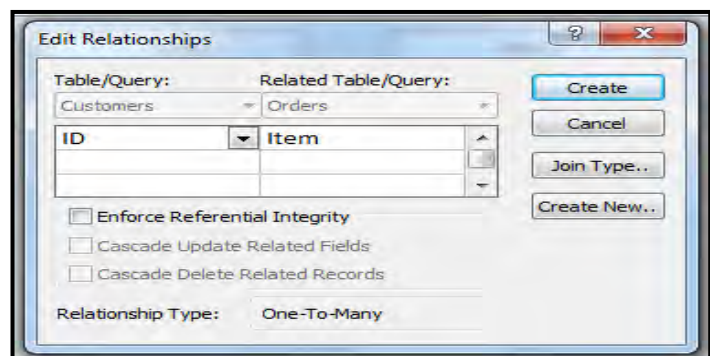 Edit Relationships
?
Table/Query: Related Table/Query:
Create
Customers Orders
Cancel
ID Item
Join Type..
Create New..
Enforce Referential Integrity
Cascade Update Related Fields
Cascade Delete Related Records
Relationship Type: One-To-Many